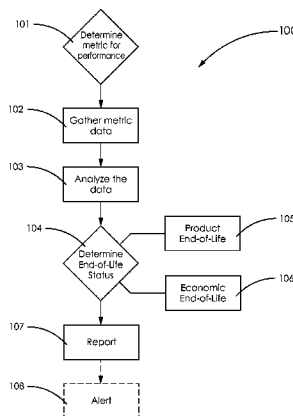 101
Determine
metric for
performance
100
102
Gather metric
data
103
Analyze the
data
104
Determine
End-of-Life
Status
Product
End-of-Life
105
Economic
End-of-Life
106
107
Report
108
Alert